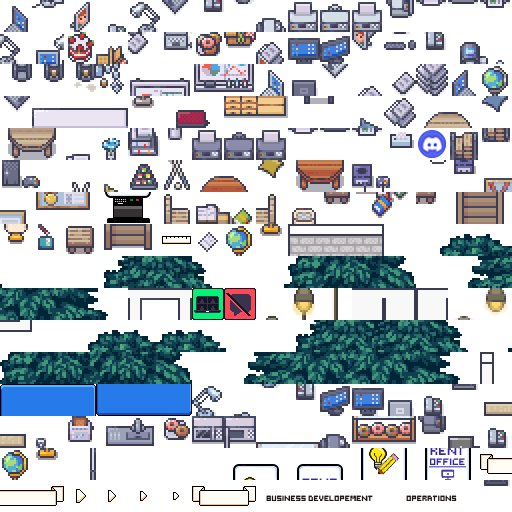 RENT
OFFICE
BUSINESS DEVELOPEMENT
OPERATIONS